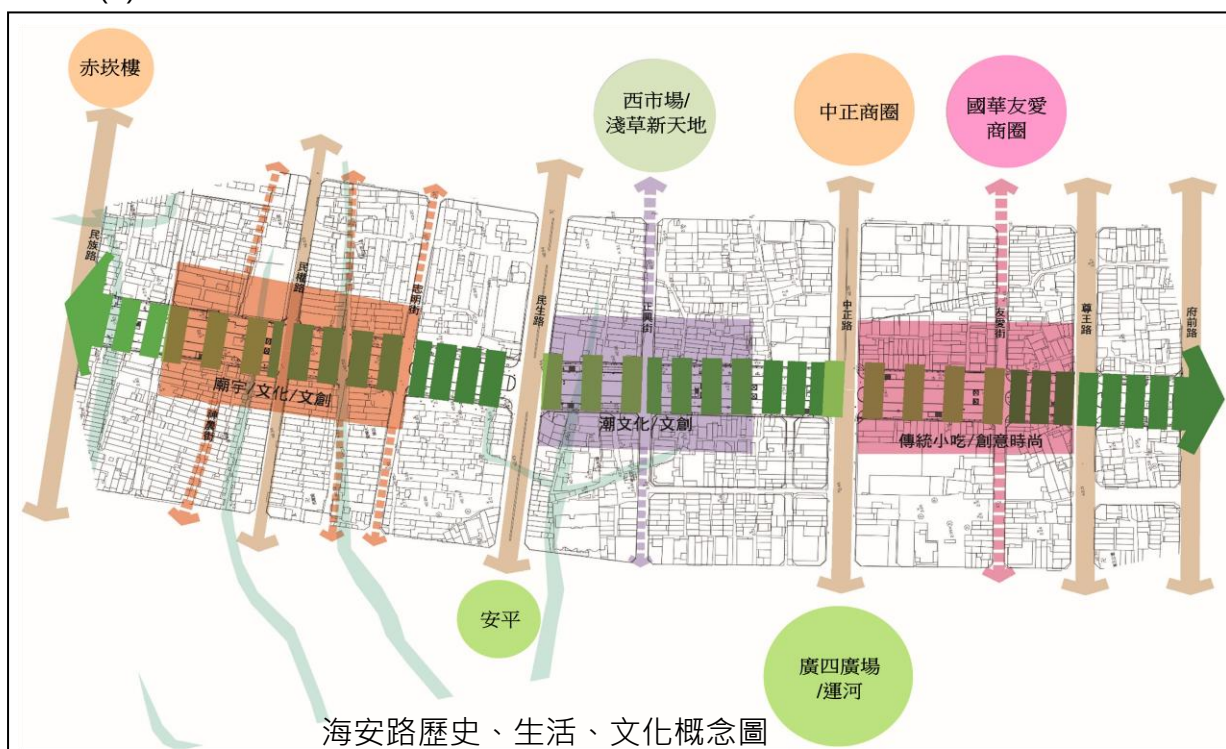 赤崁樓
西市場/
淺草新天地
中正商圈
國華友愛
商圈
民族路
民權路
忠明街
民生路
正興街
中正路
友愛街
尊王路
府前路
廟宇/文化/文創
潮文化/文創
傳統小吃/創意時尚
神農街
安平
廣四廣場
/運河
海安路歷史、生活、文化概念圖